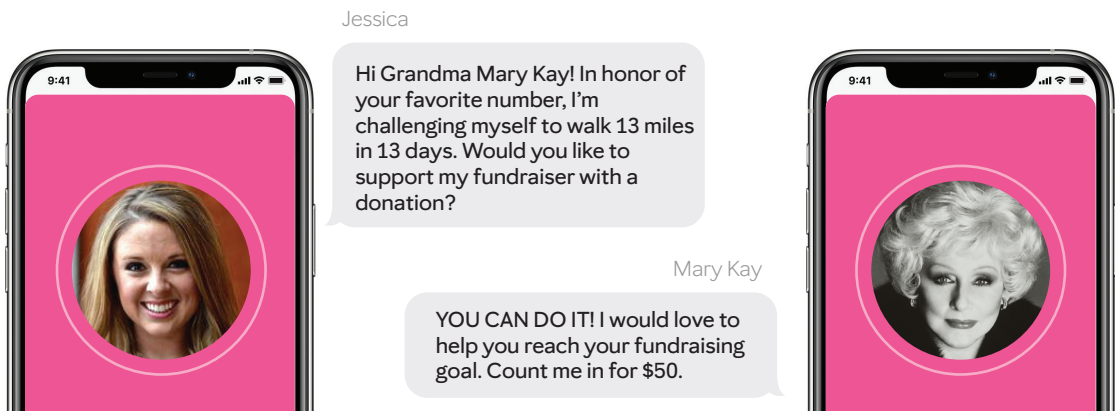 Jessica
9:41
Hi Grandma Mary Kay! In honor of
your favorite number, I'm
challenging myself to walk 13 miles
in 13 days. Would you like to
support my fundraiser with a
donation?
9:41
Mary Kay
YOU CAN DO IT! I would love to
help you reach your fundraising
goal. Count me in for $50.